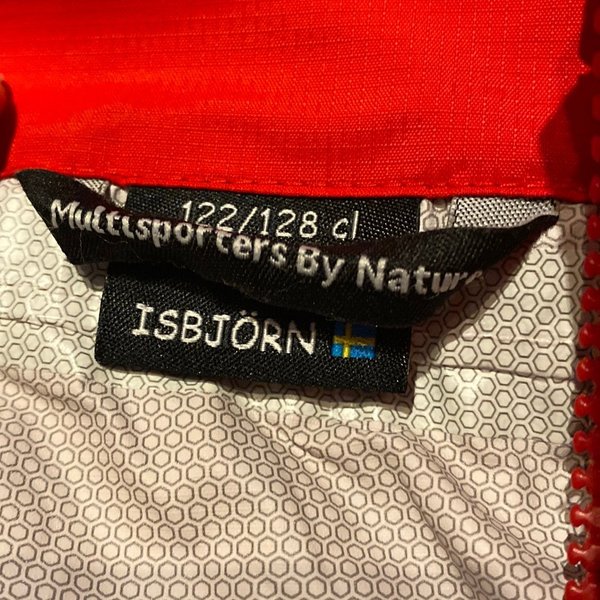 122/128 cl
Multisporters By Nature
ISBJÖRN